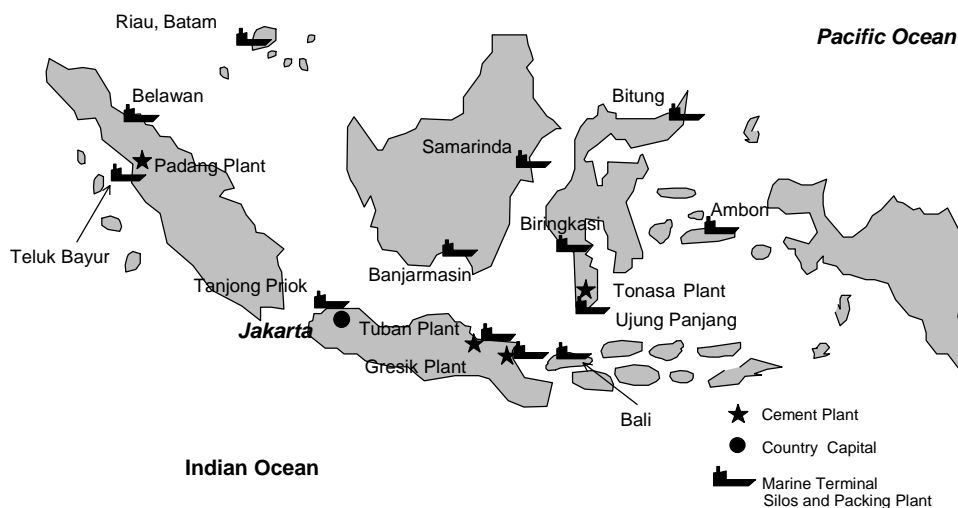 Riau, Batam
Pacific Ocean
Belawan
Bitung
Samarinda
Padang Plant
Ambon
Biringkasi
Teluk Bayur
Banjarmasin
Tanjong Priok
Tonasa Plant
Jakarta
Tuban Plant
Ujung Panjang
Gresik Plant
Bali
Cement Plant
Country Capital
Indian Ocean
Marine Terminal
Silos and Packing Plant